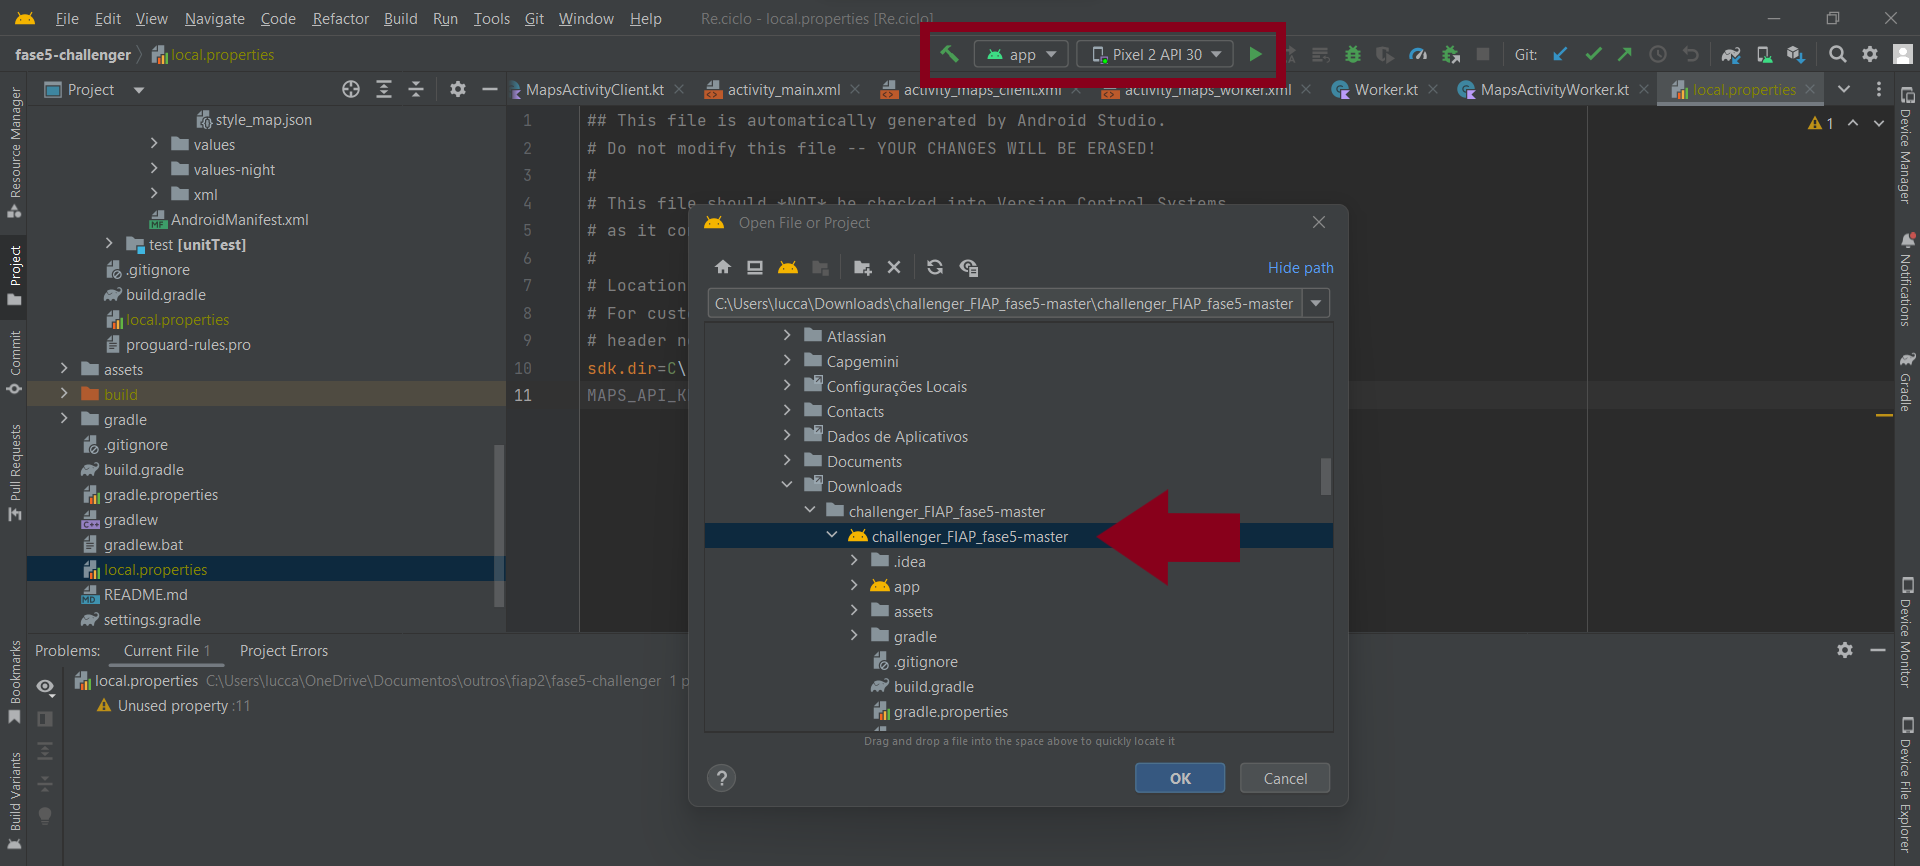 File Edit View Navigate Code Refactor Build Run Tools Git Window Help Re.ciclo - local.properties [Re.ciclo]
fase5-challenger local.properties
app Pixel 2 API 30 Git:
Project
MapsActivityClient.kt activity_main.xml activity_maps_client.xml activity_maps_worker.xml Worker.kt MapsActivityWorker.kt local.properties
Resource Manager
Project
Commit
Pull Requests
Bookmarks
Build Variants
style_map.json
values
values-night
xml
AndroidManifest.xml
test [unitTest]
.gitignore
build.gradle
local.properties
proguard-rules.pro
assets
build
gradle
.gitignore
build.gradle
gradle.properties
gradlew
gradlew.bat
local.properties
README.md
settings.gradle
1 ## This file is automatically generated by Android Studio.
2 # Do not modify this file -- YOUR CHANGES WILL BE ERASED!
3 #
4 # This file should *NOT* be checked into Version Control Systems,
5 # as it co
6 #
7 # Location
8 # For cust
9 # header n
10 sdk.dir=C\
11 MAPS_API_K
1
Open File or Project
Hide path
C:\Users\lucca\Downloads\challenger_FIAP_fase5-master\challenger_FIAP_fase5-master
Atlassian
Capgemini
Configurações Locais
Contacts
Dados de Aplicativos
Documents
Downloads
challenger_FIAP_fase5-master
challenger_FIAP_fase5-master
.idea
app
assets
gradle
.gitignore
build.gradle
gradle.properties
Drag and drop a file into the space above to quickly locate it
? OK Cancel
Problems: Current File 1 Project Errors
local.properties C:\Users\lucca\OneDrive\Documentos\outros\fiap2\fase5-challenger 1 p
Unused property :11
Device Manager
Notifications
Gradle
Device Monitor
Device File Explorer